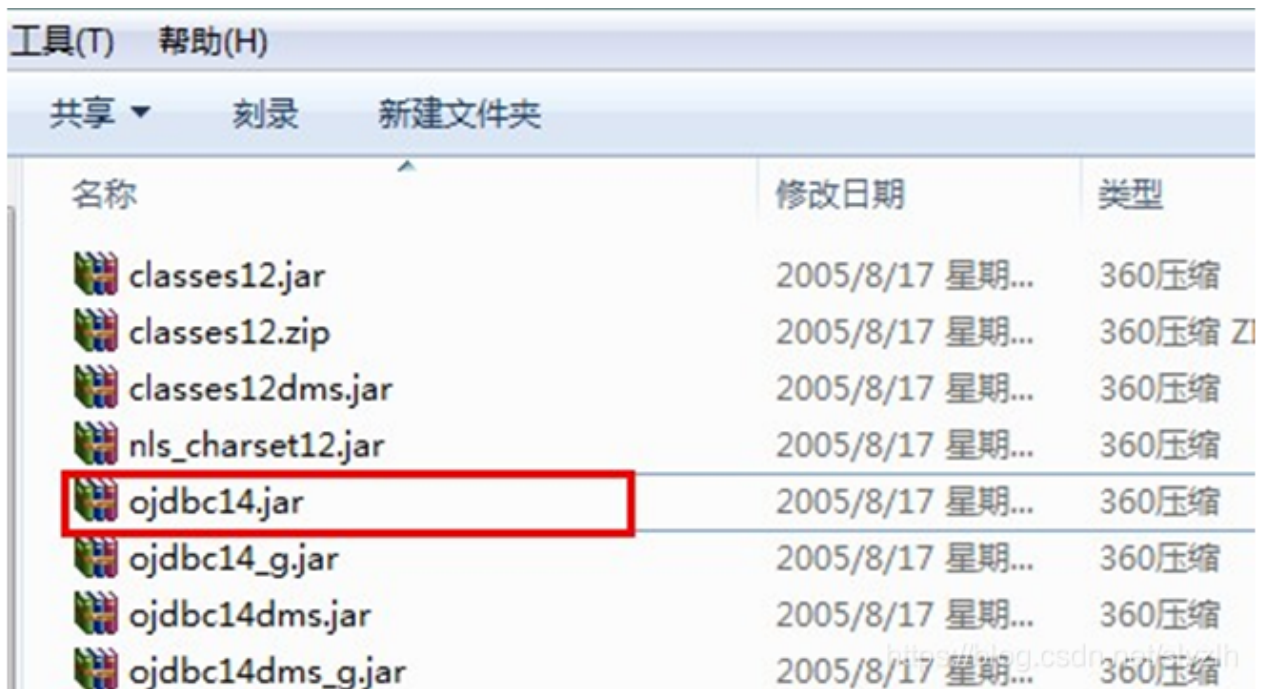 工具(T) 帮助(H)
共享 刻录 新建文件夹
名称 修改日期 类型
classes12.jar 2005/8/17 星期... 360压缩
classes12.zip 2005/8/17 星期... 360压缩
classes12dms.jar 2005/8/17 星期... 360压缩
nls_charset12.jar 2005/8/17 星期... 360压缩
ojdbc14.jar 2005/8/17 星期... 360压缩
ojdbc14_g.jar 2005/8/17 星期... 360压缩
ojdbc14dms.jar 2005/8/17 星期... 360压缩
ojdbc14dms_g.jar 2005/8/17 星期... 360压缩